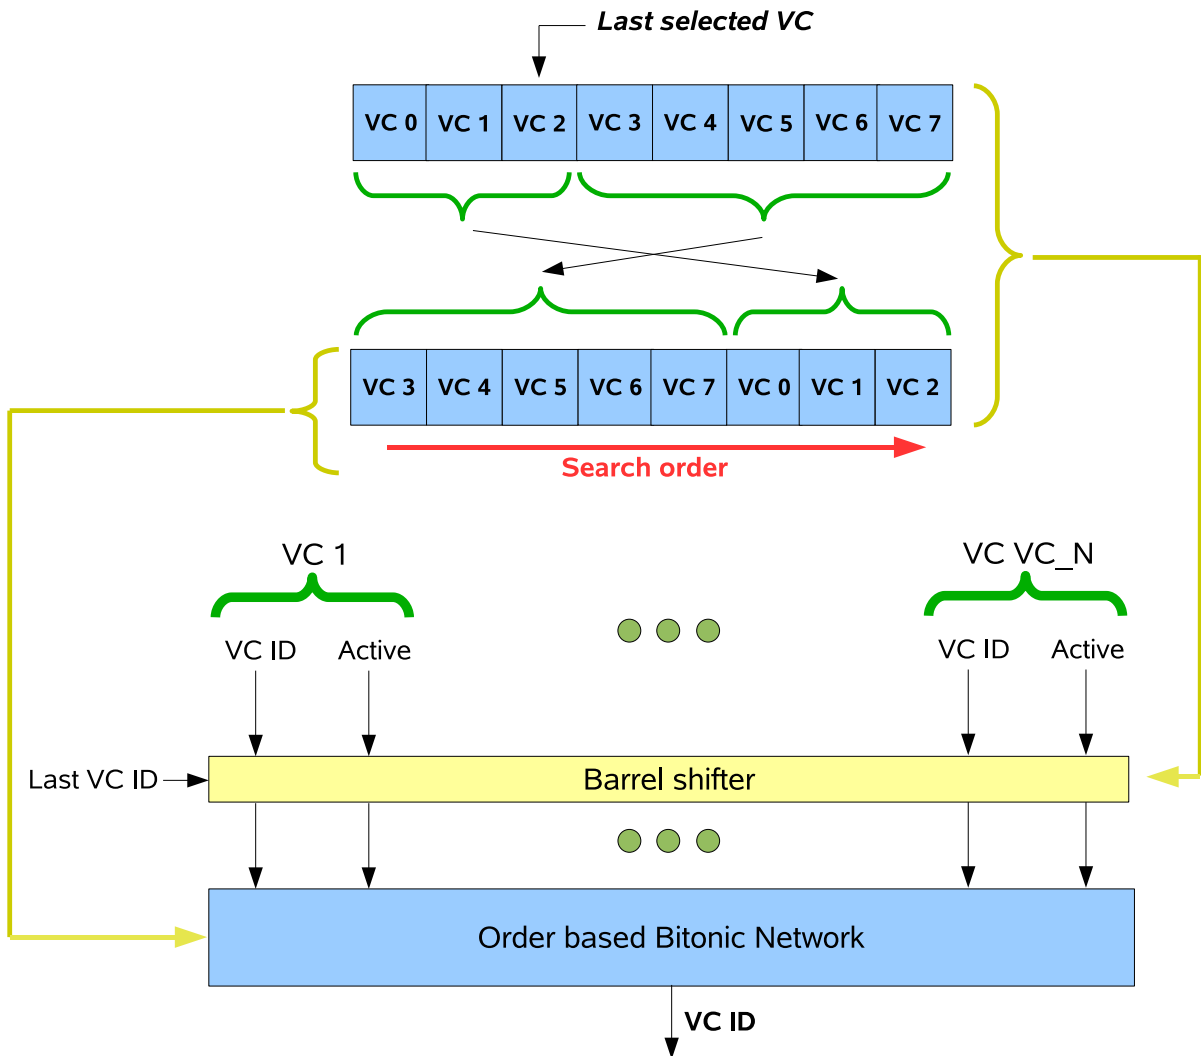 Last selected VC
VC 0 VC 1 VC 2 VC 3 VC 4 VC 5 VC 6 VC 7
VC 3 VC 4 VC 5 VC 6 VC 7 VC 0 VC 1 VC 2
Search order
VC 1 VC VC_N
VC ID Active VC ID Active
Last VC ID Barrel shifter
Order based Bitonic Network
VC ID